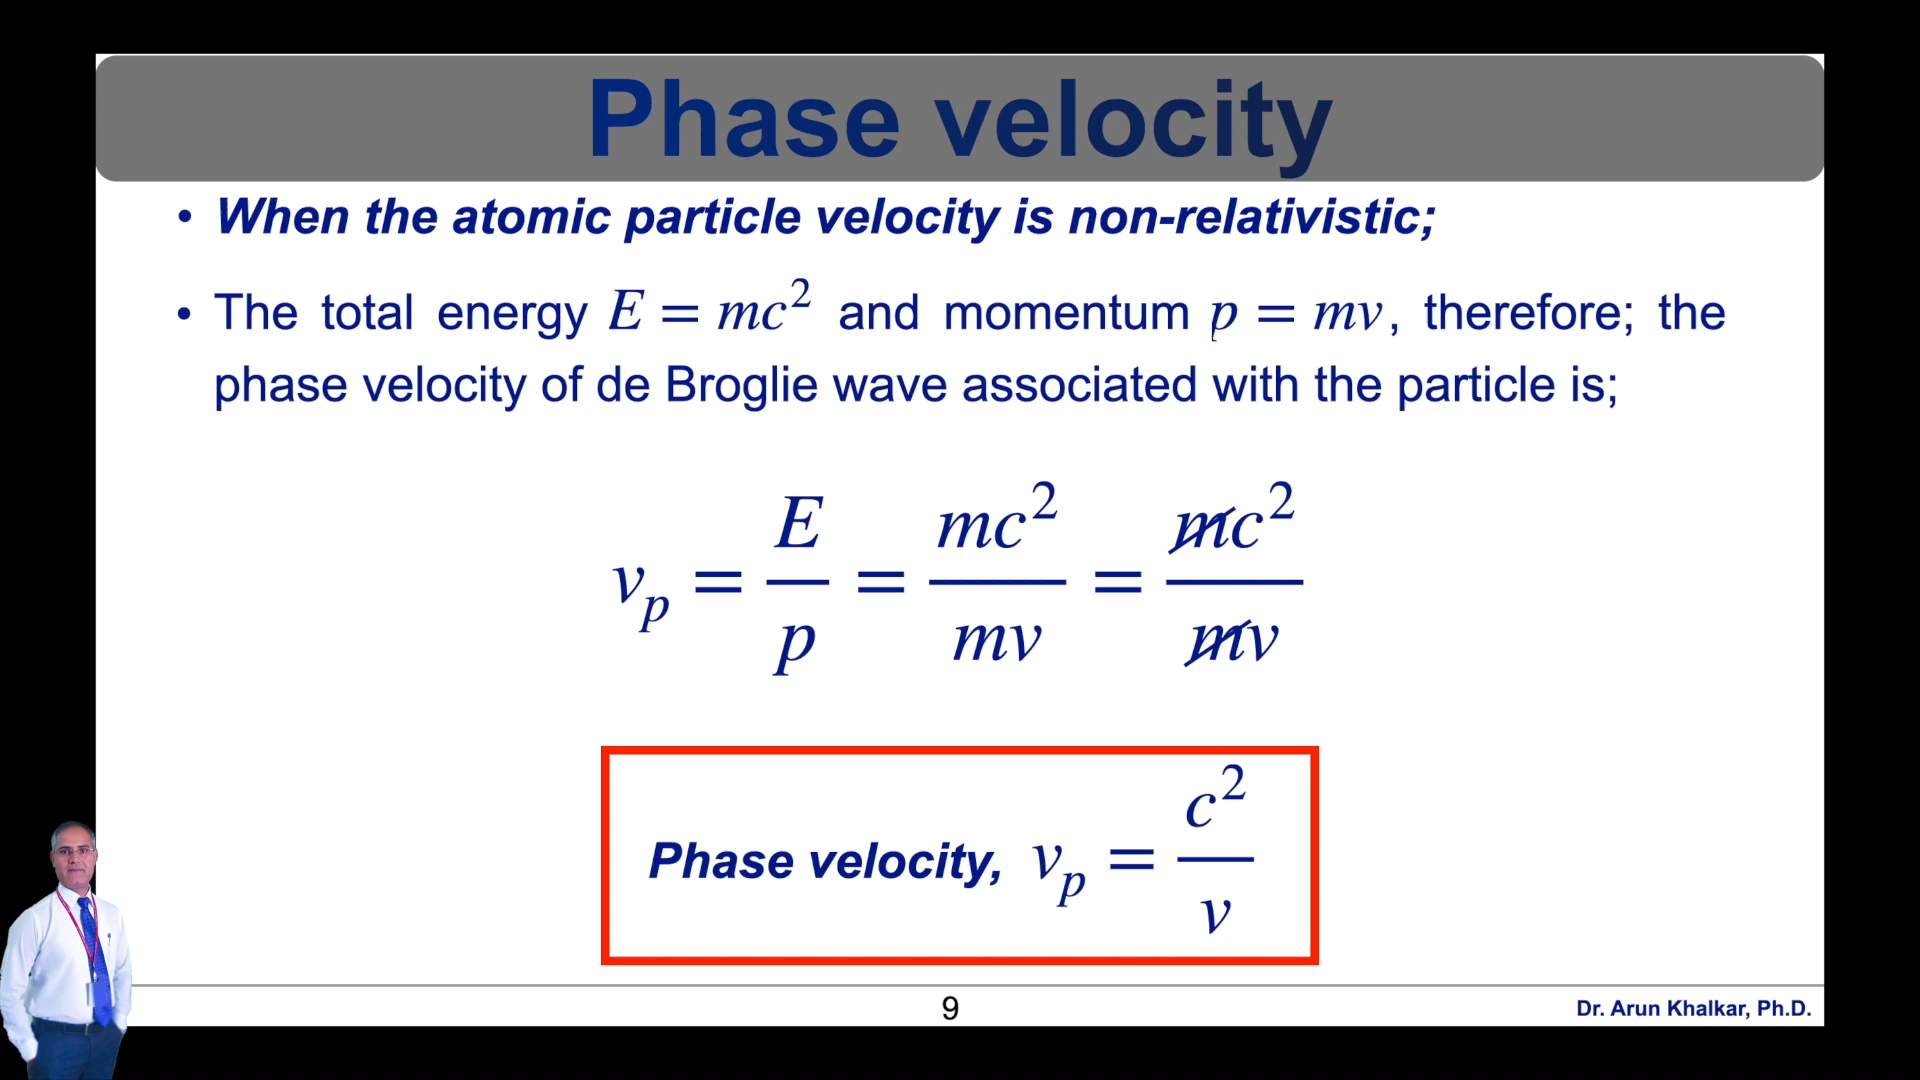 Phase velocity
• When the atomic particle velocity is non-relativistic;
• The total energy E = mc² and momentum p = mv, therefore; the
phase velocity of de Broglie wave associated with the particle is;
vₚ = E/p = mc²/mv = mc²/mv
Phase velocity, vₚ = c²/v
9
Dr. Arun Khalkar, Ph.D.